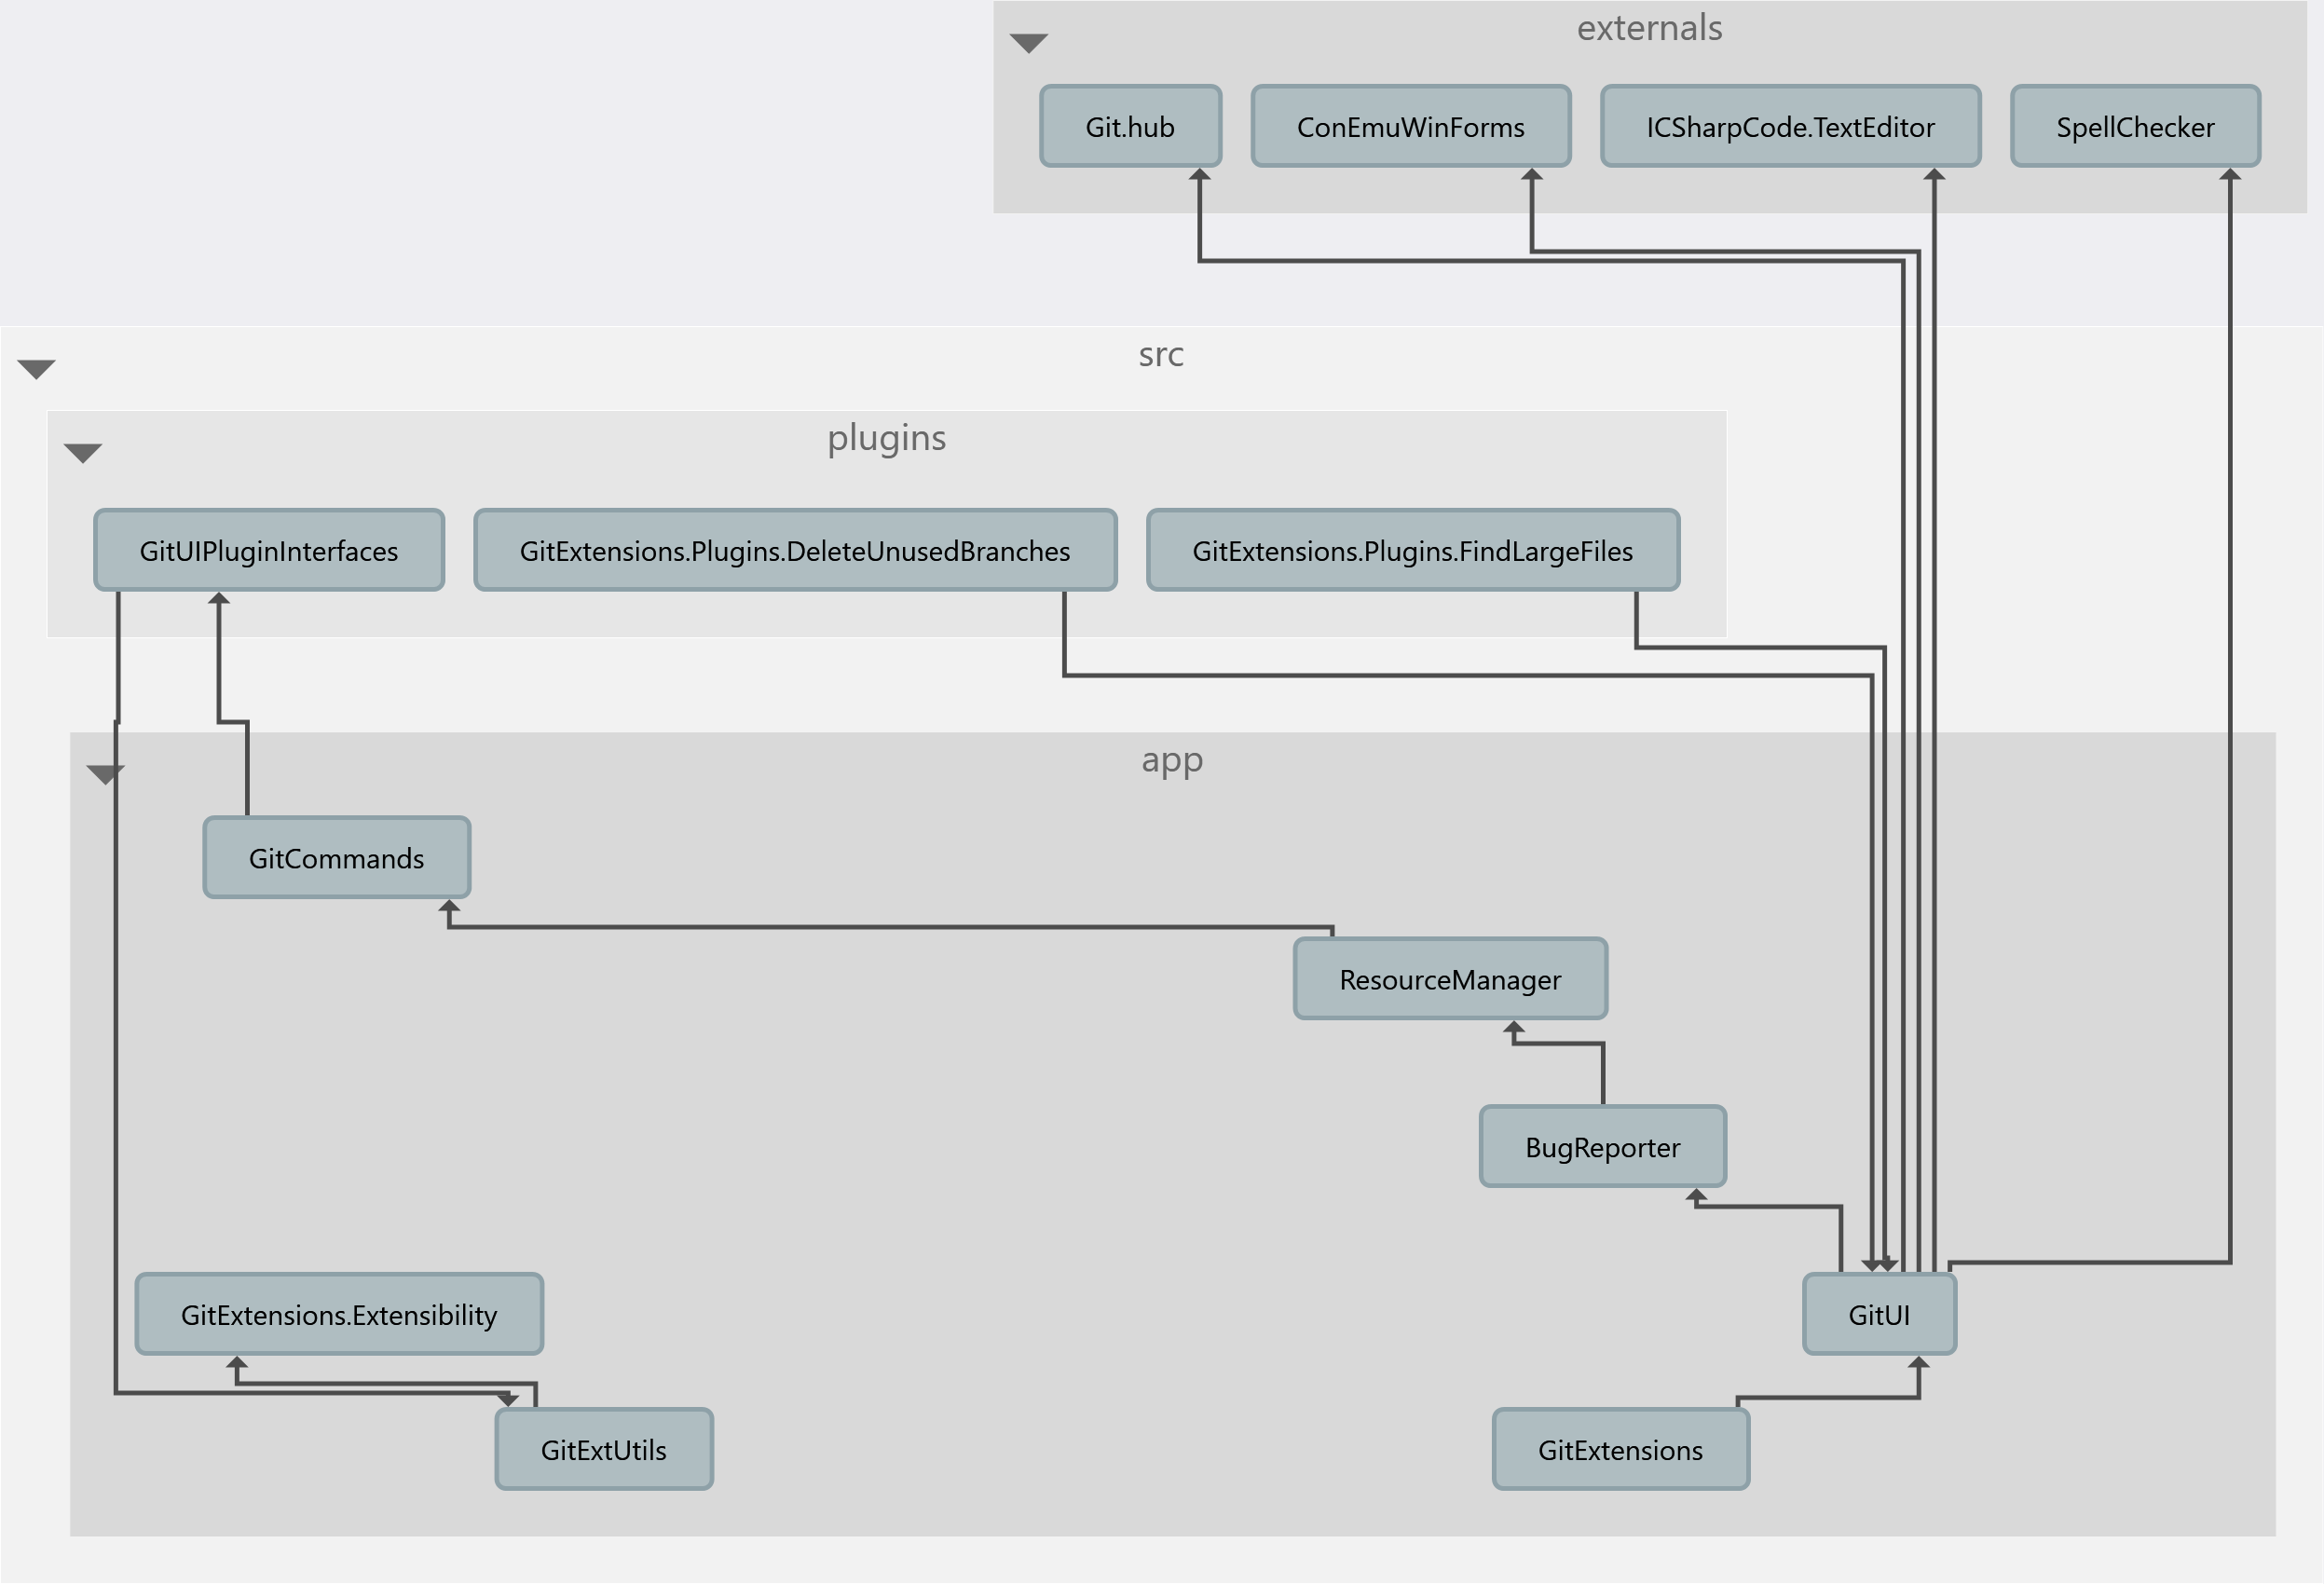 externals
Git.hub
ConEmuWinForms
ICSharpCode.TextEditor
SpellChecker
src
plugins
GitUIPluginInterfaces
GitExtensions.Plugins.DeleteUnusedBranches
GitExtensions.Plugins.FindLargeFiles
app
GitCommands
ResourceManager
BugReporter
GitExtensions.Extensibility
GitUI
GitExtUtils
GitExtensions